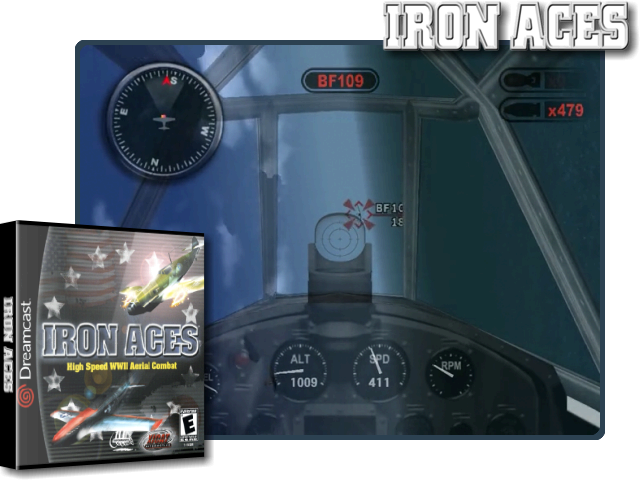 IRON ACES
BF109
S
E
W
N
x479
BF10
18
ALT
1009
SPD
411
RPM
IRON ACES
Dreamcast
IRON ACES
High Speed WWII Aerial Combat
E